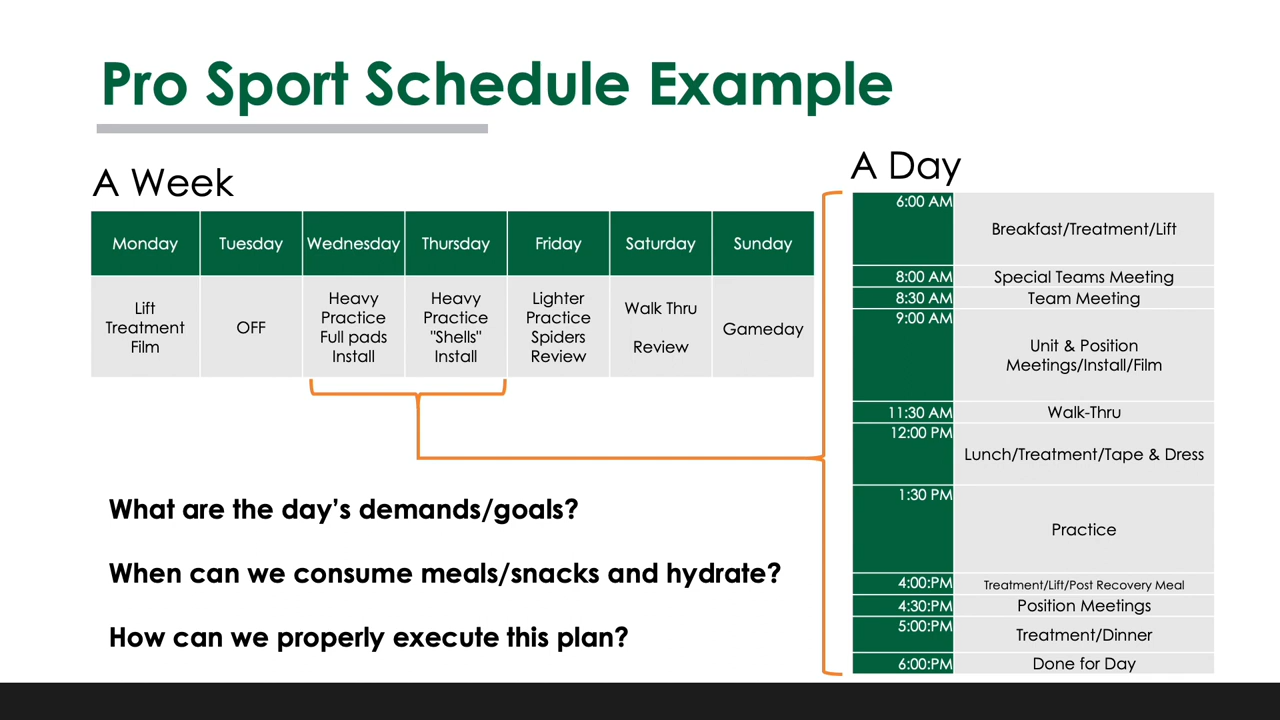 Pro Sport Schedule Example
A Week
Monday
Tuesday
Wednesday
Thursday
Friday
Saturday
Sunday
Lift
Treatment
Film
OFF
Heavy
Practice
Full pads
Install
Heavy
Practice
"Shells"
Install
Lighter
Practice
Spiders
Review
Walk Thru
Review
Gameday
What are the day’s demands/goals?
When can we consume meals/snacks and hydrate?
How can we properly execute this plan?
A Day
6:00 AM
Breakfast/Treatment/Lift
8:00 AM
Special Teams Meeting
8:30 AM
Team Meeting
9:00 AM
Unit & Position
Meetings/Install/Film
11:30 AM
Walk-Thru
12:00 PM
Lunch/Treatment/Tape & Dress
1:30 PM
Practice
4:00:PM
Treatment/Lift/Post Recovery Meal
4:30:PM
Position Meetings
5:00:PM
Treatment/Dinner
6:00:PM
Done for Day